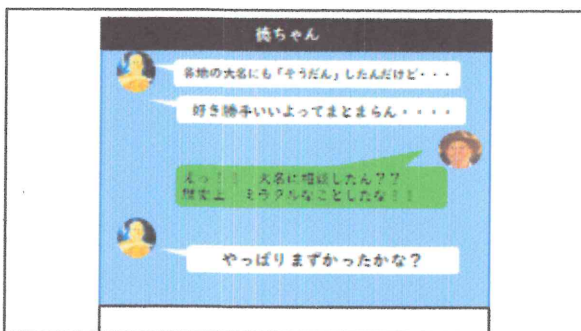 徳ちゃん
各地の大名にも「そうだん」したんだけど・・・
好き勝手いいよってまとまらん・・・・
えっ！！ 大名に相談したん？？
歴史上 ミラクルなことしたな！！
やっぱりまずかったかな？